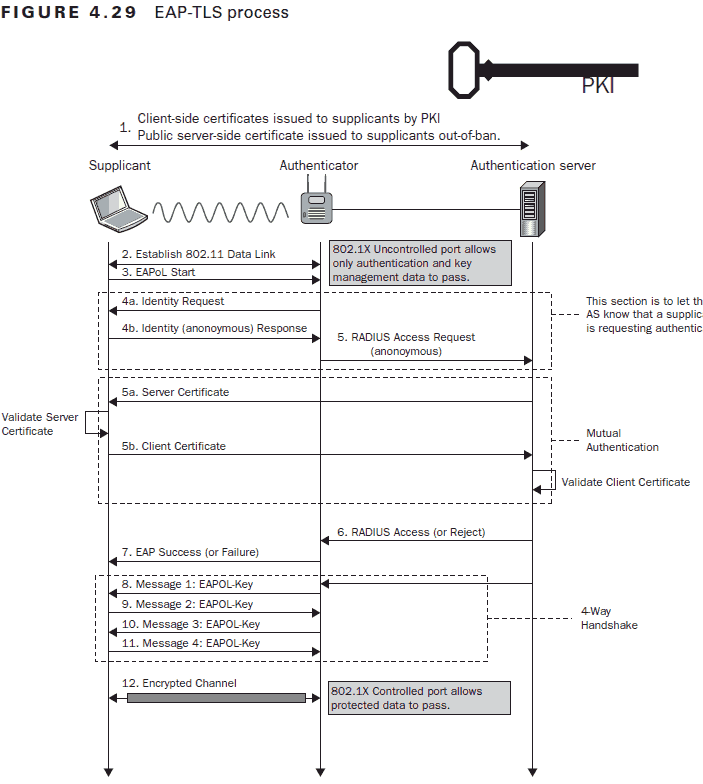 FIGURE 4.29 EAP-TLS process
PKI
1. Client-side certificates issued to supplicants by PKI
Public server-side certificate issued to supplicants out-of-ban.
Supplicant
Authenticator
Authentication server
2. Establish 802.11 Data Link
3. EAPoL Start
802.1X Uncontrolled port allows
only authentication and key
management data to pass.
4a. Identity Request
4b. Identity (anonoymous) Response
5. RADIUS Access Request
(anonoymous)
This section is to let th
AS know that a supplic
is requesting authentic
5a. Server Certificate
Validate Server
Certificate
5b. Client Certificate
Mutual
Authentication
Validate Client Certificate
6. RADIUS Access (or Reject)
7. EAP Success (or Failure)
8. Message 1: EAPOL-Key
9. Message 2: EAPOL-Key
10. Message 3: EAPOL-Key
11. Message 4: EAPOL-Key
4-Way
Handshake
12. Encrypted Channel
802.1X Controlled port allows
protected data to pass.